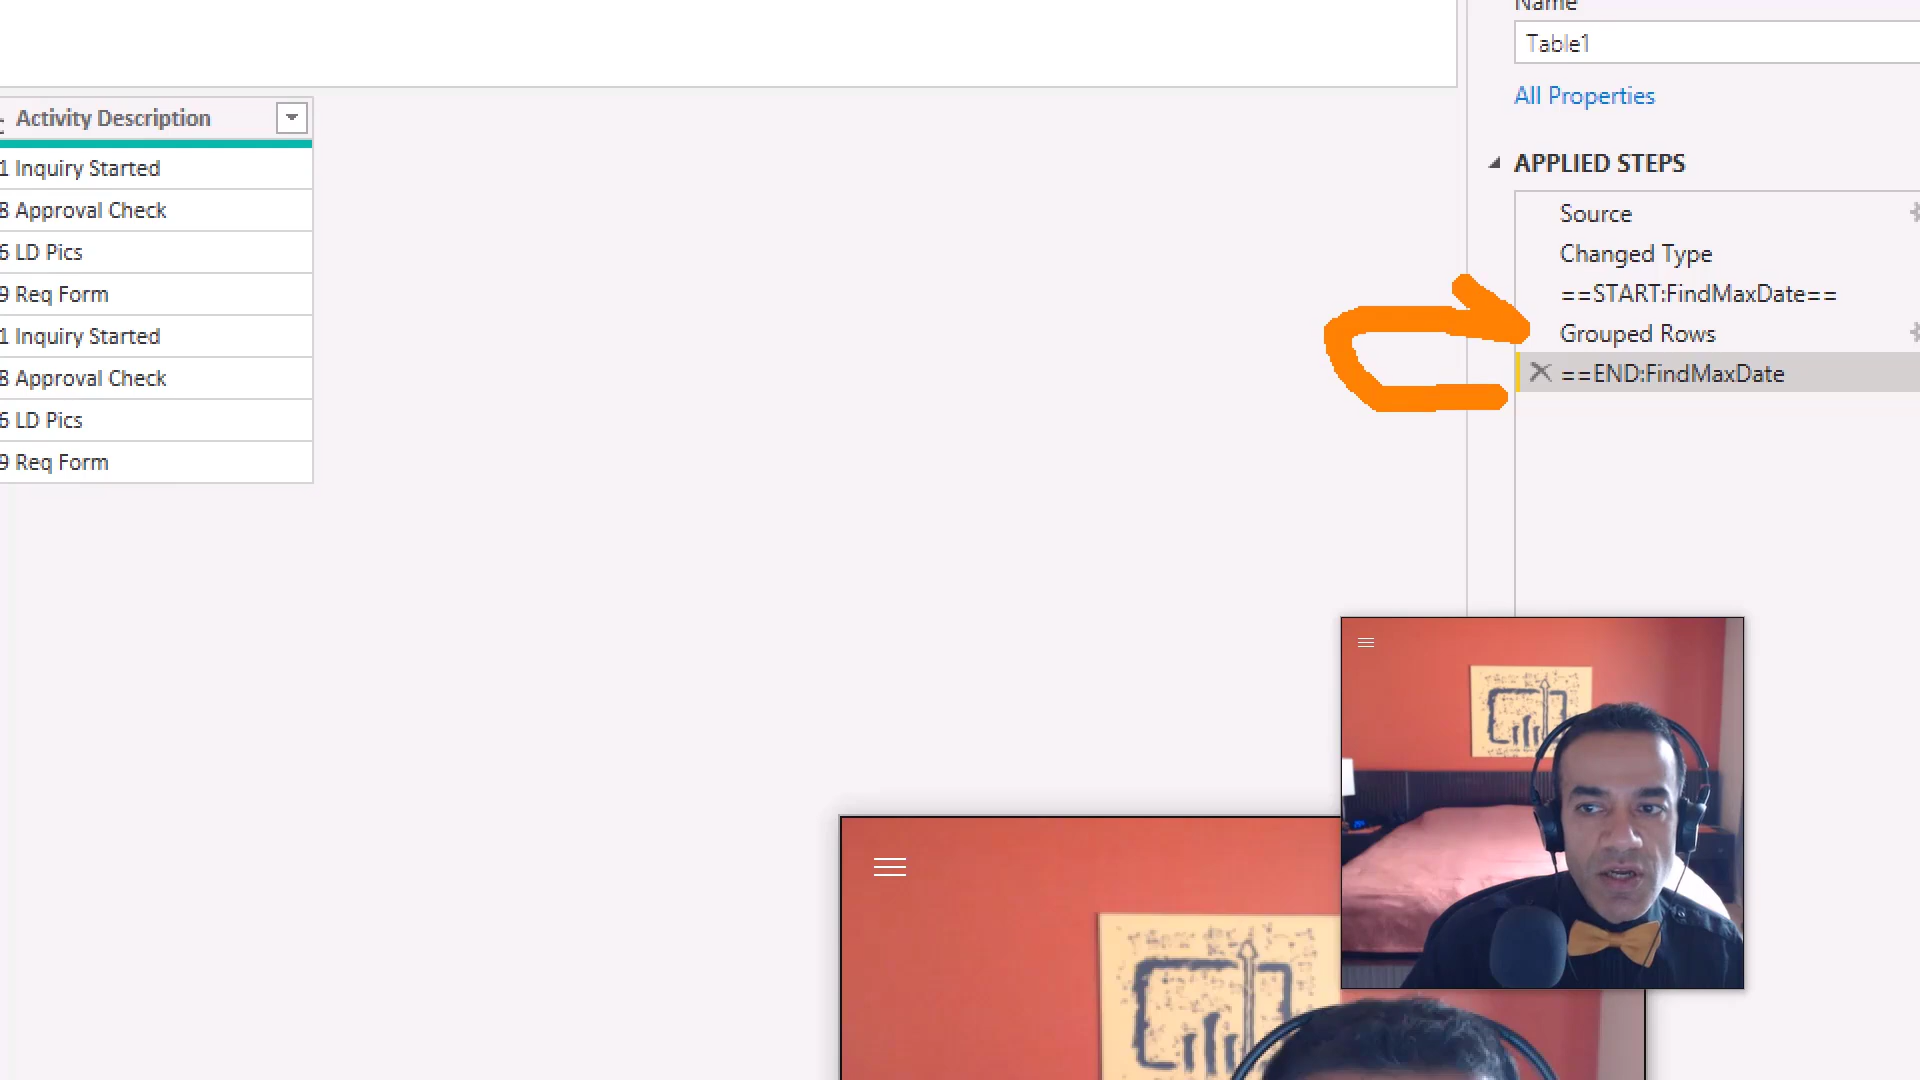 Name
Table1
All Properties
APPLIED STEPS
Source
Changed Type
==START:FindMaxDate==
Grouped Rows
==END:FindMaxDate
Activity Description
1 Inquiry Started
8 Approval Check
6 LD Pics
9 Req Form
1 Inquiry Started
8 Approval Check
6 LD Pics
9 Req Form